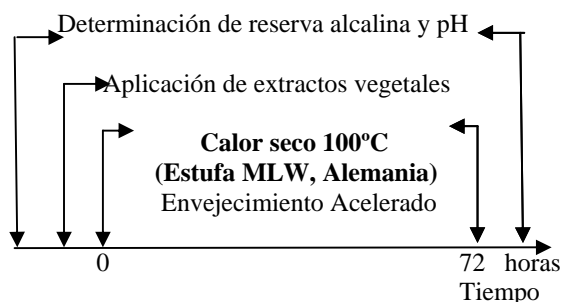 Determinación de reserva alcalina y pH
Aplicación de extractos vegetales
Calor seco 100ºC
(Estufa MLW, Alemania)
Envejecimiento Acelerado
0 72 horas
Tiempo